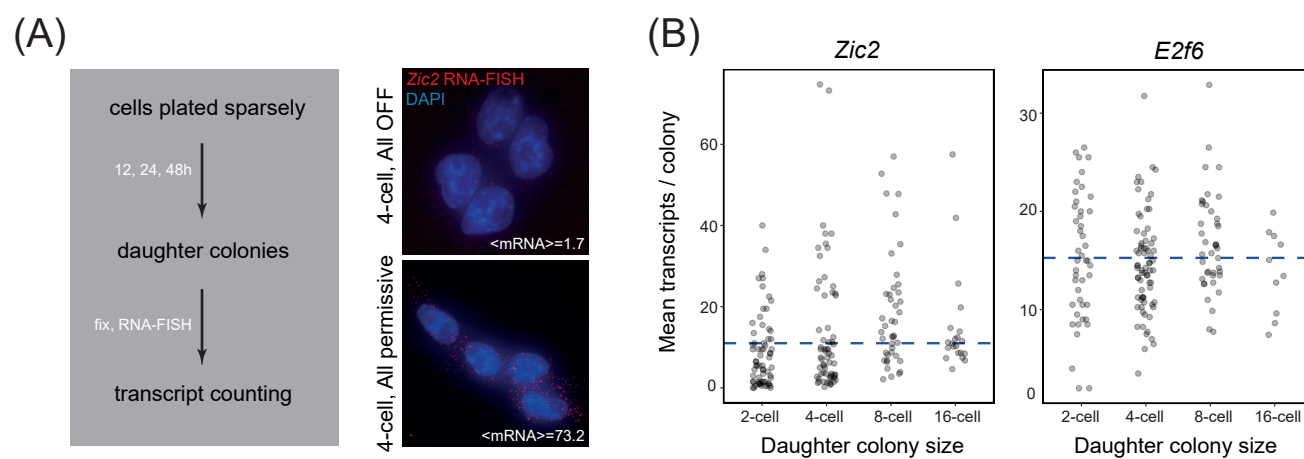 (A)
cells plated sparsely
12, 24, 48h
daughter colonies
fix, RNA-FISH
transcript counting
4-cell, All OFF
Zic2 RNA-FISH
DAPI
<mRNA>=1.7
4-cell, All permissive
<mRNA>=73.2
(B)
Zic2
E2f6
Mean transcripts / colony
60
40
20
0
2-cell
4-cell
8-cell
16-cell
Daughter colony size
30
20
10
0
2-cell
4-cell
8-cell
16-cell
Daughter colony size